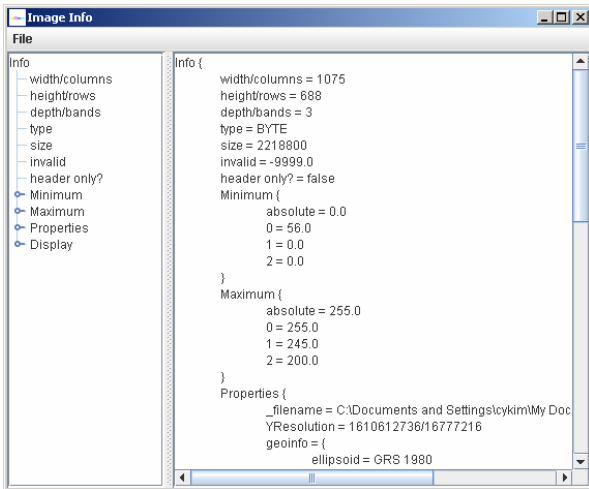 Image Info
File
Info
width/columns
height/rows
depth/bands
type
size
invalid
header only?
Minimum
Maximum
Properties
Display
Info {
width/columns = 1075
height/rows = 688
depth/bands = 3
type = BYTE
size = 2218800
invalid = -9999.0
header only? = false
Minimum {
absolute = 0.0
0 = 56.0
1 = 0.0
2 = 0.0
}
Maximum {
absolute = 255.0
0 = 255.0
1 = 245.0
2 = 200.0
}
Properties {
_filename = C:\Documents and Settings\cykim\My Doc
YResolution = 1610612736/16777216
geoinfo = {
ellipsoid = GRS 1980